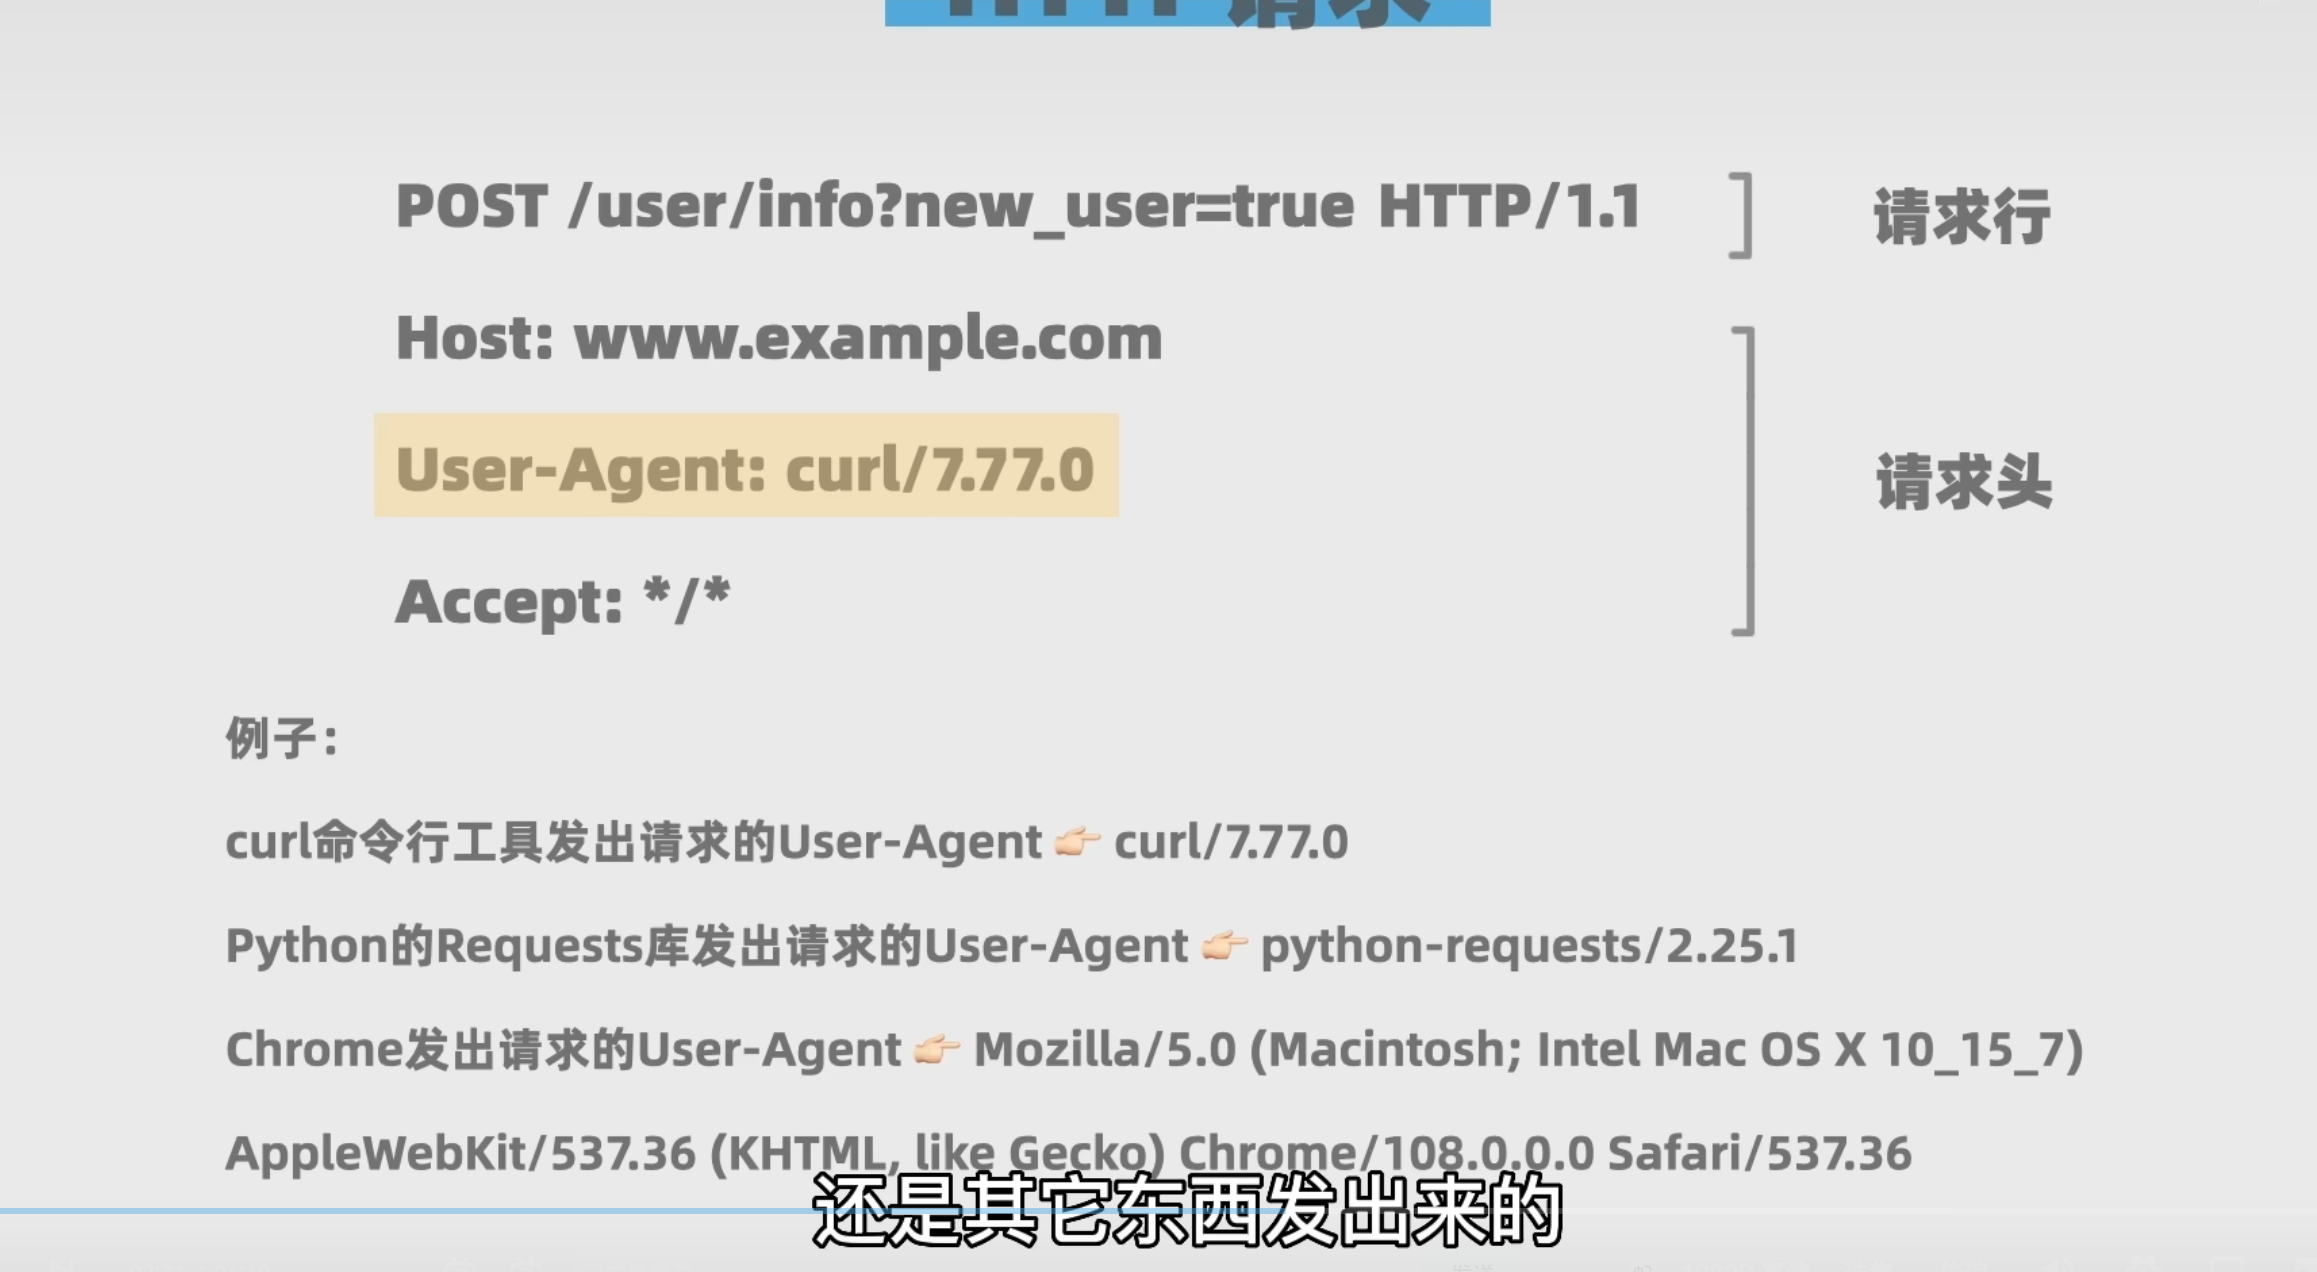 HTTP 请求
POST /user/info?new_user=true HTTP/1.1
请求行
Host: www.example.com
User-Agent: curl/7.77.0
请求头
Accept: */*
例子：
curl命令行工具发出请求的User-Agent 👉🏻 curl/7.77.0
Python的Requests库发出请求的User-Agent 👉🏻 python-requests/2.25.1
Chrome发出请求的User-Agent 👉🏻 Mozilla/5.0 (Macintosh; Intel Mac OS X 10_15_7)
AppleWebKit/537.36 (KHTML, like Gecko) Chrome/108.0.0.0 Safari/537.36
还是其它东西发出来的